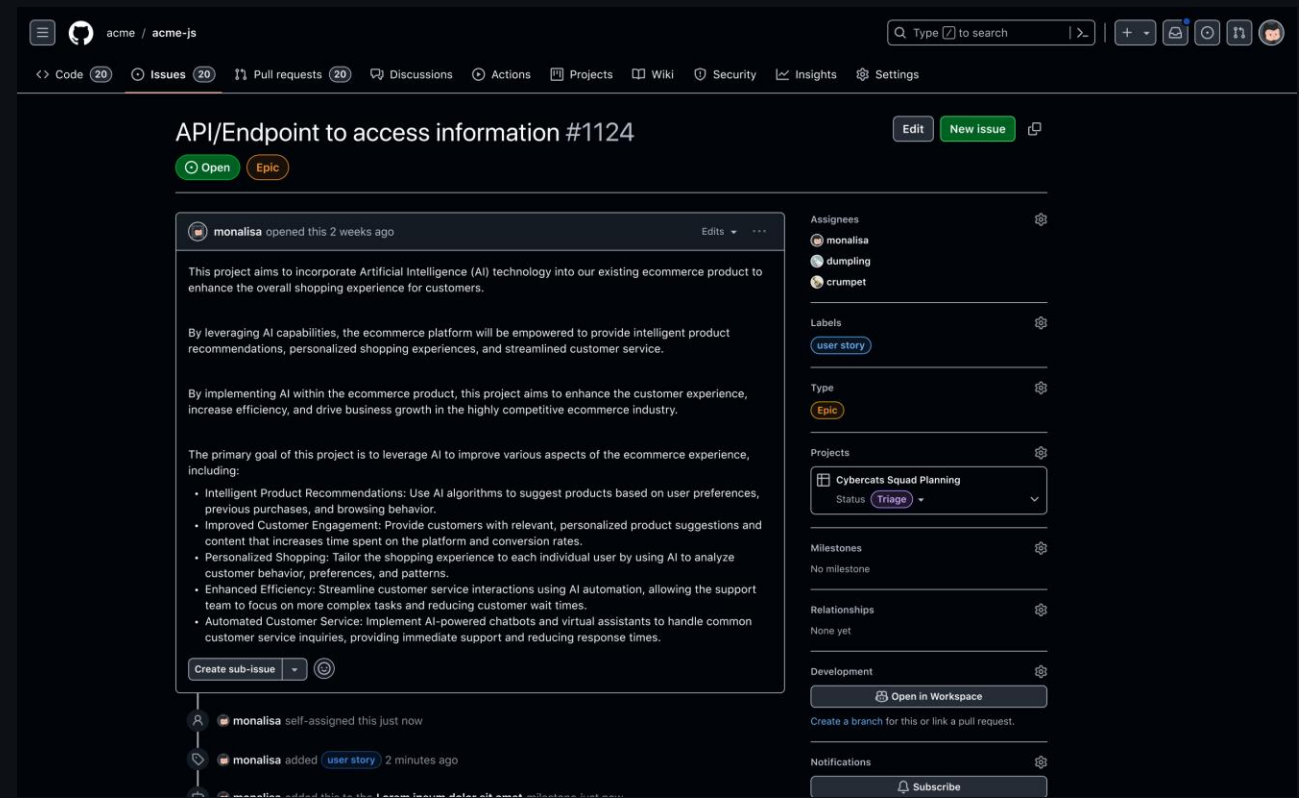 acme / acme-js
Type / to search
Code 20
Issues 20
Pull requests 20
Discussions
Actions
Projects
Wiki
Security
Insights
Settings
API/Endpoint to access information #1124
Edit
New issue
Open
Epic
monalisa opened this 2 weeks ago
Edits
This project aims to incorporate Artificial Intelligence (AI) technology into our existing ecommerce product to
enhance the overall shopping experience for customers.
By leveraging AI capabilities, the ecommerce platform will be empowered to provide intelligent product
recommendations, personalized shopping experiences, and streamlined customer service.
By implementing AI within the ecommerce product, this project aims to enhance the customer experience,
increase efficiency, and drive business growth in the highly competitive ecommerce industry.
The primary goal of this project is to leverage AI to improve various aspects of the ecommerce experience,
including:
• Intelligent Product Recommendations: Use AI algorithms to suggest products based on user preferences,
previous purchases, and browsing behavior.
• Improved Customer Engagement: Provide customers with relevant, personalized product suggestions and
content that increases time spent on the platform and conversion rates.
• Personalized Shopping: Tailor the shopping experience to each individual user by using AI to analyze
customer behavior, preferences, and patterns.
• Enhanced Efficiency: Streamline customer service interactions using AI automation, allowing the support
team to focus on more complex tasks and reducing customer wait times.
• Automated Customer Service: Implement AI-powered chatbots and virtual assistants to handle common
customer service inquiries, providing immediate support and reducing response times.
Create sub-issue
monalisa self-assigned this just now
monalisa added user story 2 minutes ago
monalisa added this to the Lorem ipsum dolor sit amet milestone just now
Assignees
monalisa
dumpling
crumpet
Labels
user story
Type
Epic
Projects
Cybercats Squad Planning
Status Triage
Milestones
No milestone
Relationships
None yet
Development
Open in Workspace
Create a branch for this or link a pull request.
Notifications
Subscribe